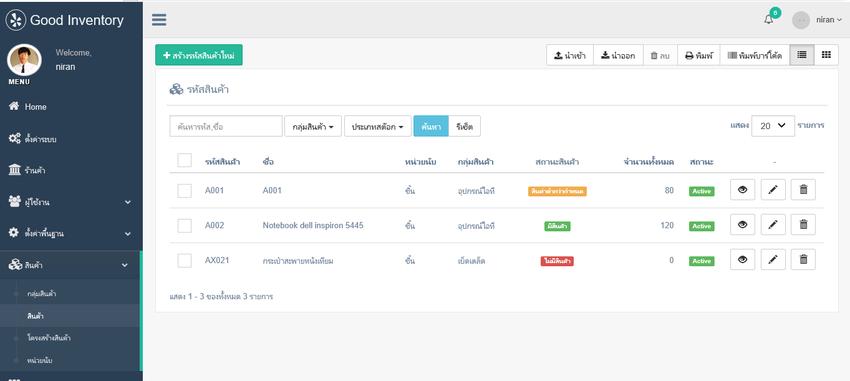 Good Inventory
6
niran
Welcome,
niran
MENU
Home
ตั้งค่าระบบ
ร้านค้า
ผู้ใช้งาน
ตั้งค่าพื้นฐาน
สินค้า
กลุ่มสินค้า
สินค้า
โครงสร้างสินค้า
หน่วยนับ
+ สร้างรหัสสินค้าใหม่
นำเข้า นำออก ลบ พิมพ์ พิมพ์บาร์โค้ด
รหัสสินค้า
ค้นหารหัส,ชื่อ กลุ่มสินค้า ประเภทสต๊อก ค้นหา รีเซ็ต แสดง 20 รายการ
รหัสสินค้า ชื่อ หน่วยนับ กลุ่มสินค้า สถานะสินค้า จำนวนทั้งหมด สถานะ -
A001 A001 ชิ้น อุปกรณ์ไอที สินค้าต่ำกว่ากำหนด 80 Active
A002 Notebook dell inspiron 5445 ชิ้น อุปกรณ์ไอที มีสินค้า 120 Active
AX021 กระเป๋าสะพายหนังเทียม ชิ้น เบ็ดเตล็ด ไม่มีสินค้า 0 Active
แสดง 1 - 3 ของทั้งหมด 3 รายการ